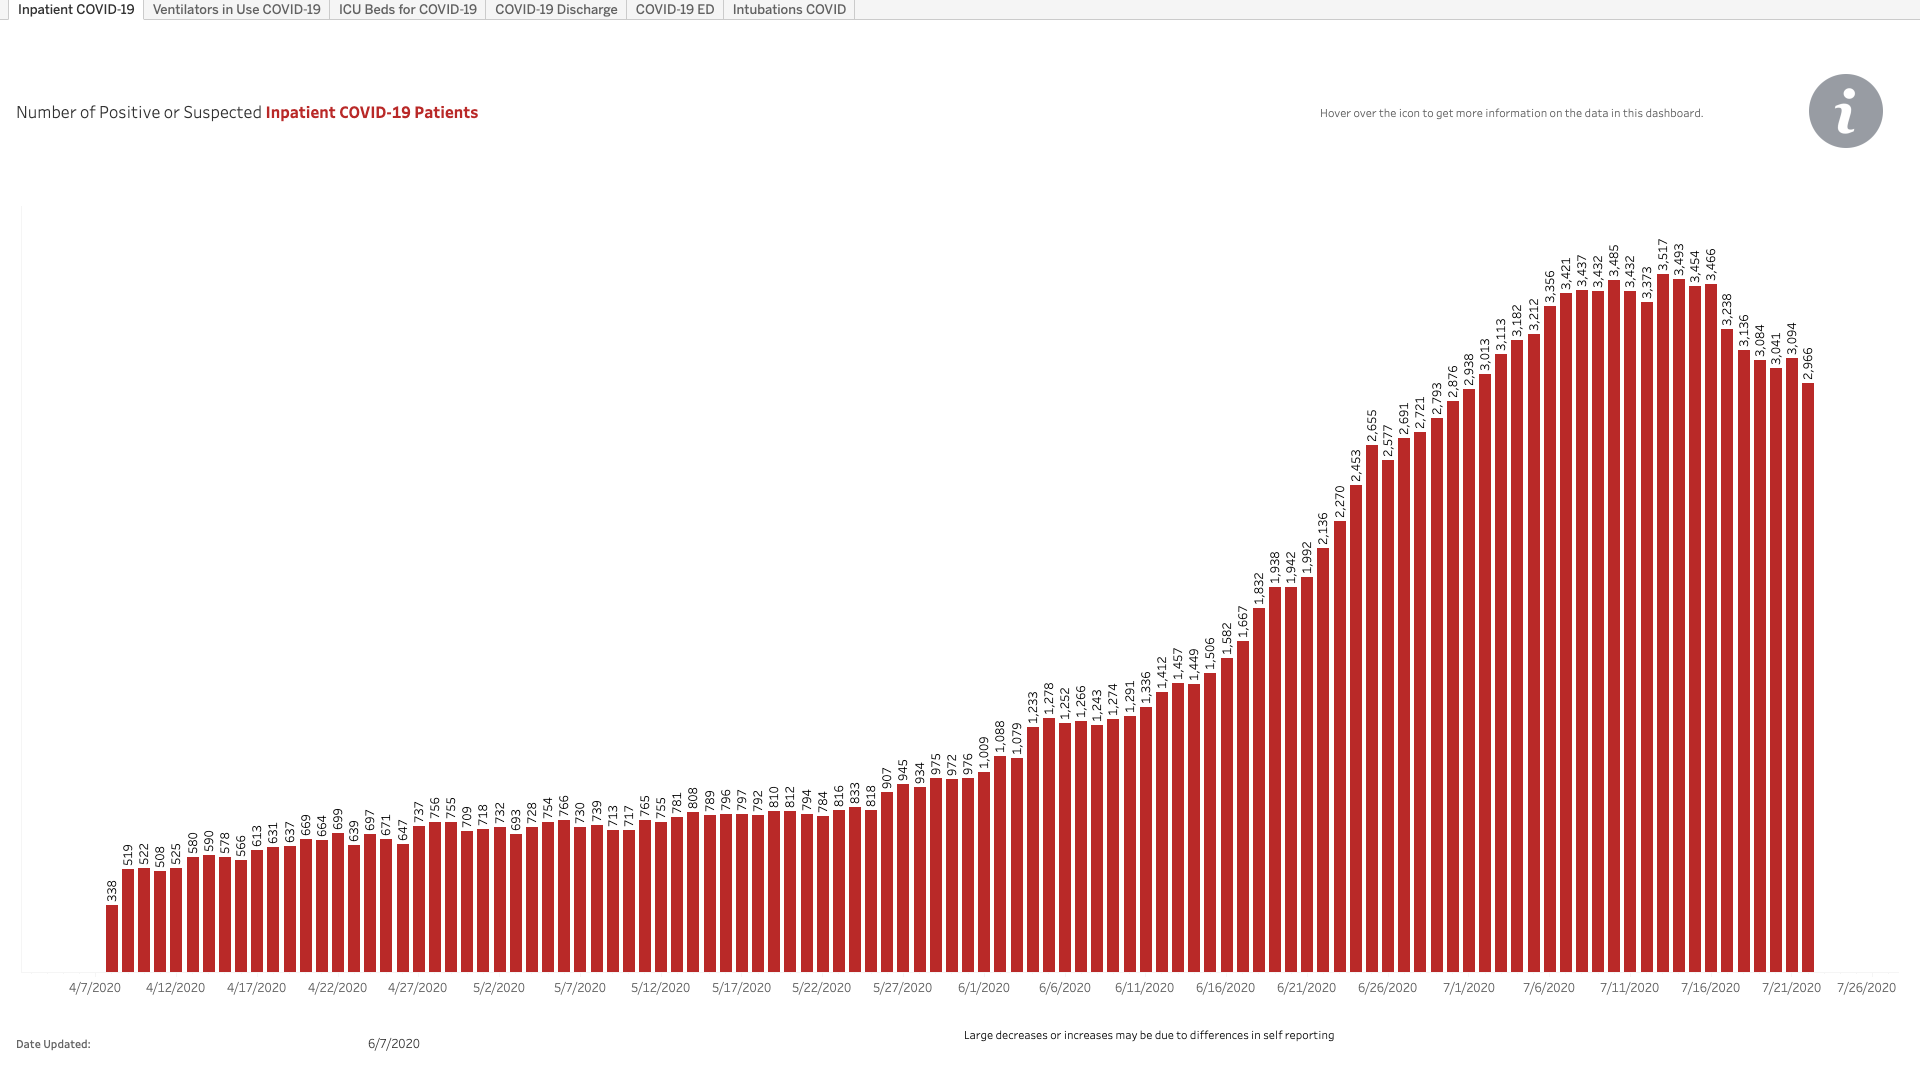 Inpatient COVID-19 Ventilators in Use COVID-19 ICU Beds for COVID-19 COVID-19 Discharge COVID-19 ED Intubations COVID
Number of Positive or Suspected Inpatient COVID-19 Patients
Hover over the icon to get more information on the data in this dashboard.
i
338 519 522 508 525 580 590 578 566 613 631 637 669 664 699 639 697 671 647 737 756 755 709 718 732 693 728 754 766 730 739 713 717 765 755 781 808 789 796 797 792 810 812 794 784 816 833 818 907 945 934 975 972 976 1,009 1,088 1,079 1,233 1,278 1,252 1,266 1,243 1,274 1,291 1,336 1,412 1,457 1,449 1,506 1,582 1,667 1,832 1,938 1,942 1,992 2,136 2,270 2,453 2,655 2,577 2,691 2,721 2,793 2,876 2,938 3,013 3,113 3,182 3,212 3,356 3,421 3,437 3,432 3,485 3,432 3,373 3,517 3,493 3,454 3,466 3,238 3,136 3,084 3,041 3,094 2,966
4/7/2020 4/12/2020 4/17/2020 4/22/2020 4/27/2020 5/2/2020 5/7/2020 5/12/2020 5/17/2020 5/22/2020 5/27/2020 6/1/2020 6/6/2020 6/11/2020 6/16/2020 6/21/2020 6/26/2020 7/1/2020 7/6/2020 7/11/2020 7/16/2020 7/21/2020 7/26/2020
Large decreases or increases may be due to differences in self reporting
Date Updated: 6/7/2020